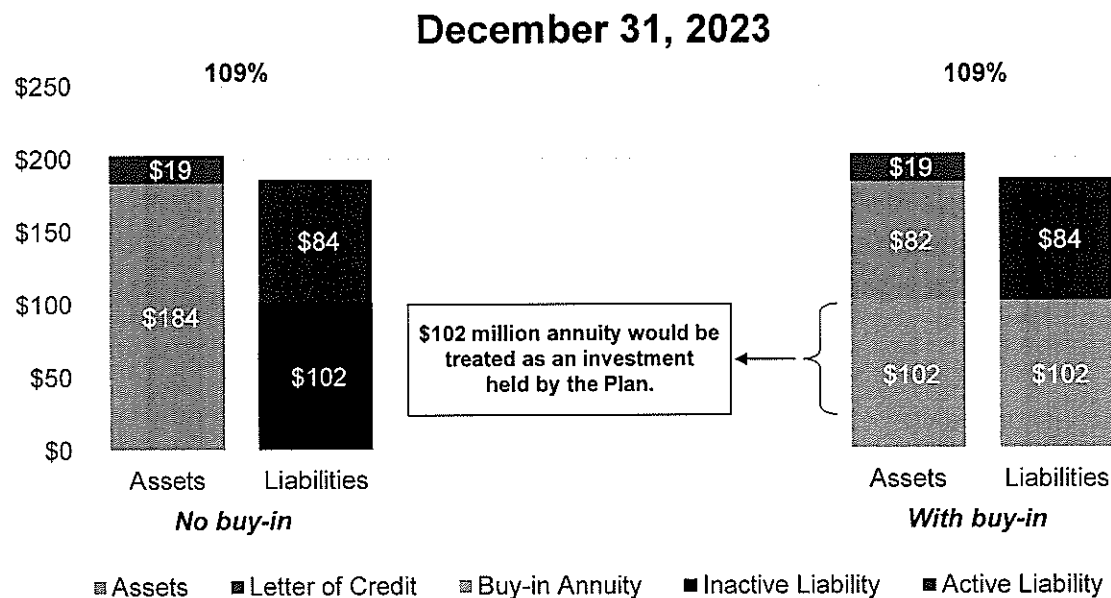 December 31, 2023
109%
109%
$250
$200
$150
$100
$50
$0
$19
$184
$84
$102
$102 million annuity would be
treated as an investment
held by the Plan.
$19
$82
$102
$84
$102
Assets
Liabilities
Assets
Liabilities
No buy-in
With buy-in
Assets
Letter of Credit
Buy-in Annuity
Inactive Liability
Active Liability